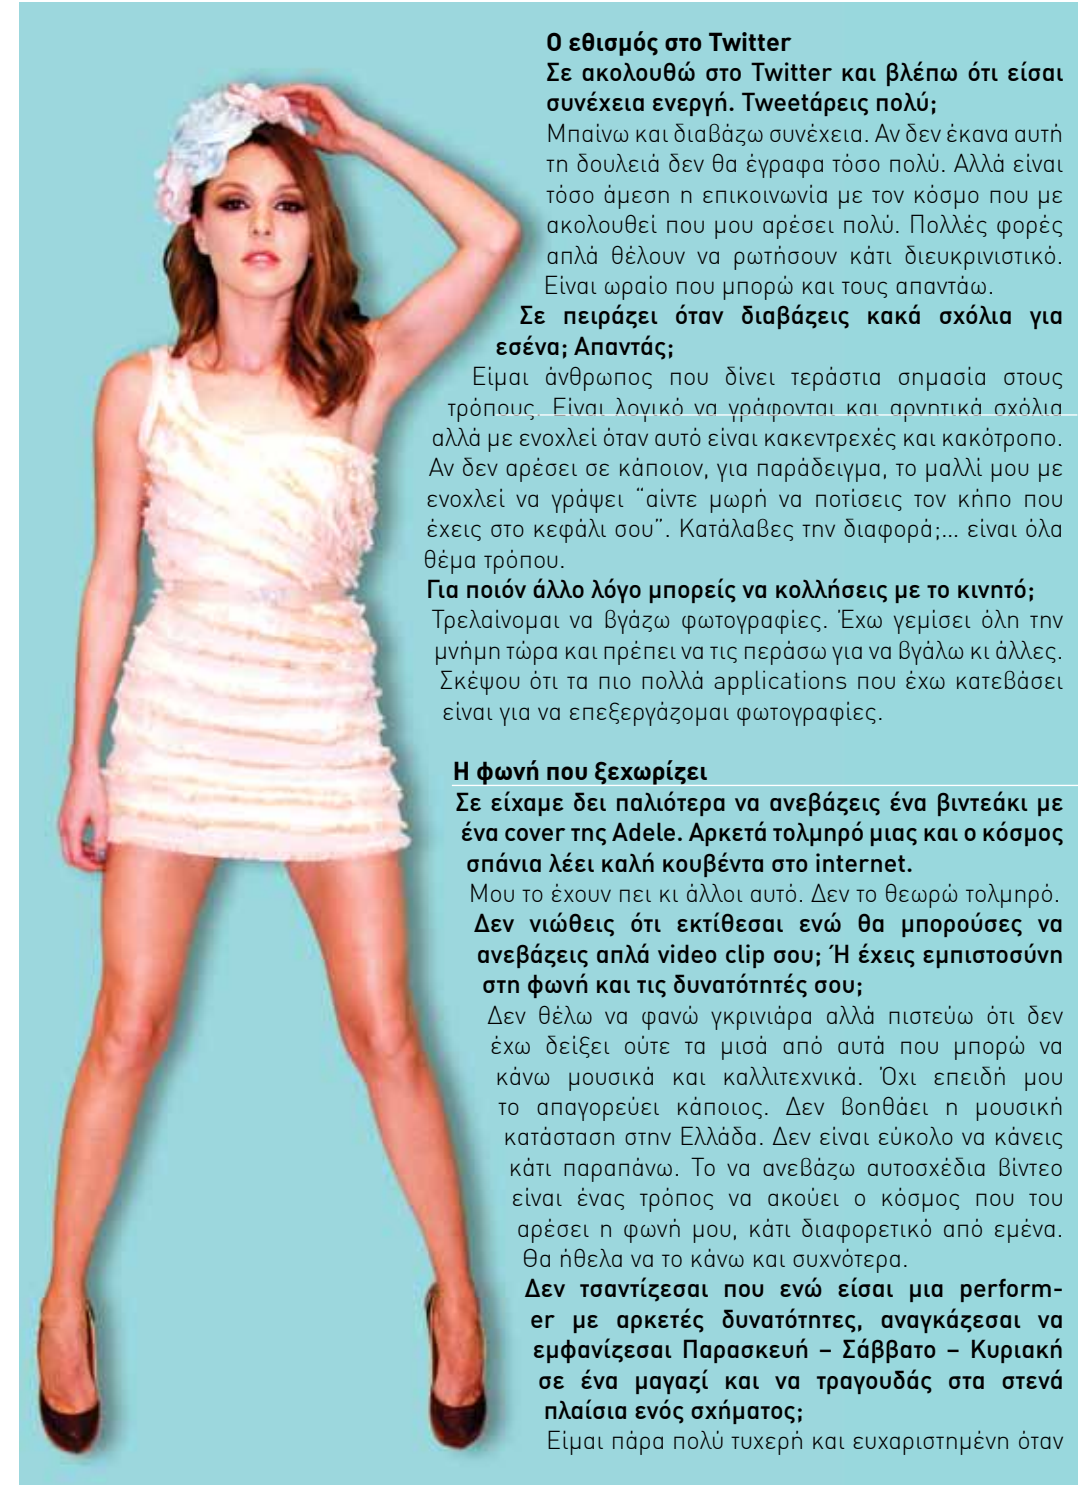 Ο εθισμός στο Twitter
Σε ακολουθώ στο Twitter και βλέπω ότι είσαι
συνέχεια ενεργή. Tweetάρεις πολύ;
Μπαίνω και διαβάζω συνέχεια. Αν δεν έκανα αυτή
τη δουλειά δεν θα έγραφα τόσο πολύ. Αλλά είναι
τόσο άμεση η επικοινωνία με τον κόσμο που με
ακολουθεί που μου αρέσει πολύ. Πολλές φορές
απλά θέλουν να ρωτήσουν κάτι διευκρινιστικό.
Είναι ωραίο που μπορώ και τους απαντάω.
Σε πειράζει όταν διαβάζεις κακά σχόλια για
εσένα; Απαντάς;
Είμαι άνθρωπος που δίνει τεράστια σημασία στους
τρόπους. Είναι λογικό να γράφονται και αρνητικά σχόλια
αλλά με ενοχλεί όταν αυτό είναι κακεντρεχές και κακότροπο.
Αν δεν αρέσει σε κάποιον, για παράδειγμα, το μαλλί μου με
ενοχλεί να γράψει “αίντε μωρή να ποτίσεις τον κήπο που
έχεις στο κεφάλι σου”. Κατάλαβες την διαφορά;... είναι όλα
θέμα τρόπου.
Για ποιόν άλλο λόγο μπορείς να κολλήσεις με το κινητό;
Τρελαίνομαι να βγάζω φωτογραφίες. Έχω γεμίσει όλη την
μνήμη τώρα και πρέπει να τις περάσω για να βγάλω κι άλλες.
Σκέψου ότι τα πιο πολλά applications που έχω κατεβάσει
είναι για να επεξεργάζομαι φωτογραφίες.
Η φωνή που ξεχωρίζει
Σε είχαμε δει παλιότερα να ανεβάζεις ένα βιντεάκι με
ένα cover της Adele. Αρκετά τολμηρό μιας και ο κόσμος
σπάνια λέει καλή κουβέντα στο internet.
Μου το έχουν πει κι άλλοι αυτό. Δεν το θεωρώ τολμηρό.
Δεν νιώθεις ότι εκτίθεσαι ενώ θα μπορούσες να
ανεβάζεις απλά video clip σου; Ή έχεις εμπιστοσύνη
στη φωνή και τις δυνατότητές σου;
Δεν θέλω να φανώ γκρινιάρα αλλά πιστεύω ότι δεν
έχω δείξει ούτε τα μισά από αυτά που μπορώ να
κάνω μουσικά και καλλιτεχνικά. Όχι επειδή μου
το απαγορεύει κάποιος. Δεν βοηθάει η μουσική
κατάσταση στην Ελλάδα. Δεν είναι εύκολο να κάνεις
κάτι παραπάνω. Το να ανεβάζω αυτοσχέδια βίντεο
είναι ένας τρόπος να ακούει ο κόσμος που του
αρέσει η φωνή μου, κάτι διαφορετικό από εμένα.
Θα ήθελα να το κάνω και συχνότερα.
Δεν τσαντίζεσαι που ενώ είσαι μια perform-
er με αρκετές δυνατότητες, αναγκάζεσαι να
εμφανίζεσαι Παρασκευή – Σάββατο – Κυριακή
σε ένα μαγαζί και να τραγουδάς στα στενά
πλαίσια ενός σχήματος;
Είμαι πάρα πολύ τυχερή και ευχαριστημένη όταν